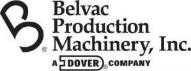 B®
Belvac
Production
Machinery, Inc.
A DOVER® COMPANY